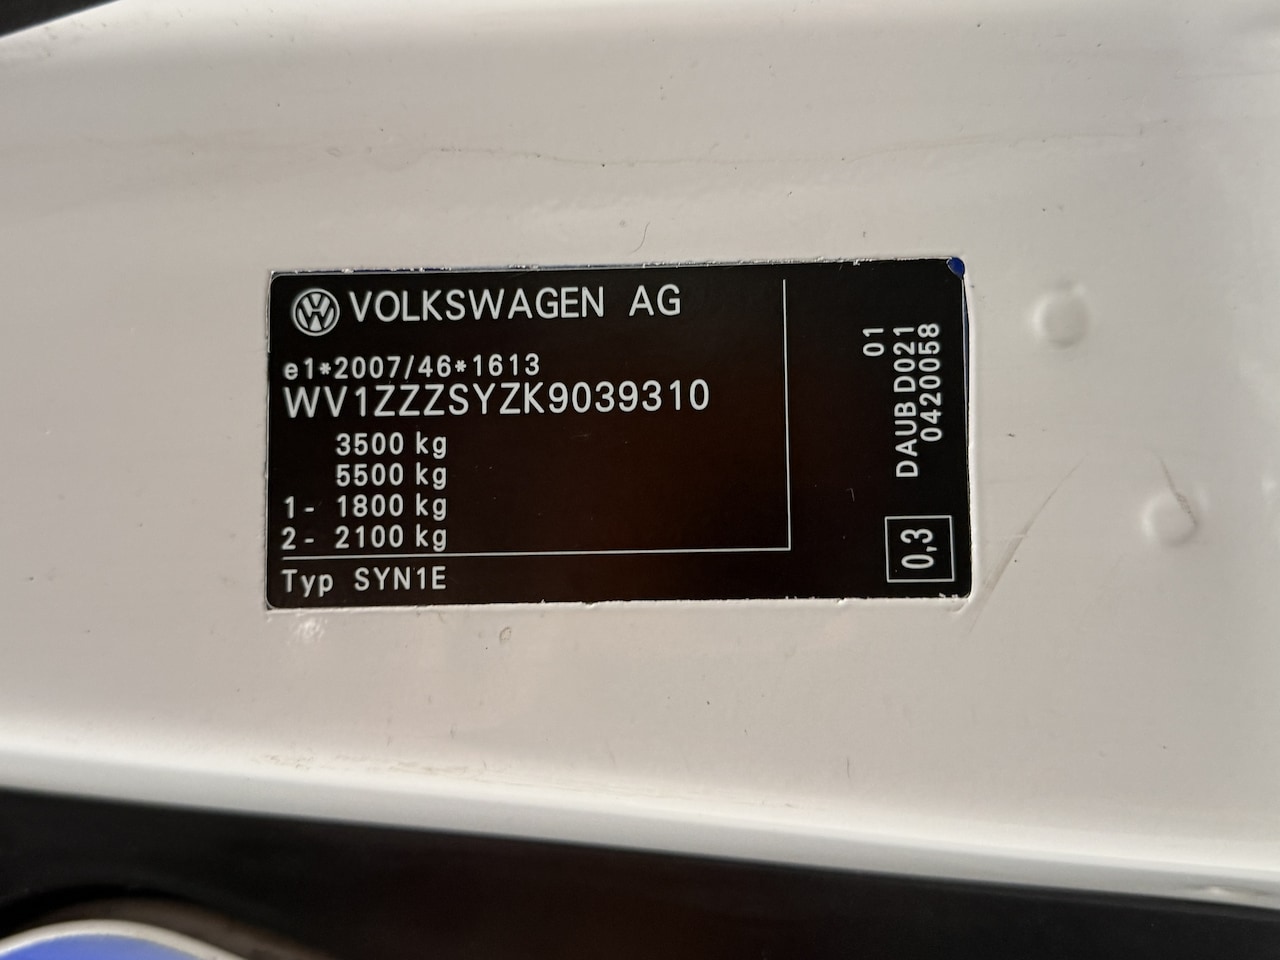 VOLKSWAGEN AG
e1*2007/46*1613
WV1ZZZSYZK9039310
3500 kg
5500 kg
1- 1800 kg
2- 2100 kg
Typ SYN1E
01
DAUB D021
0420058
0,3